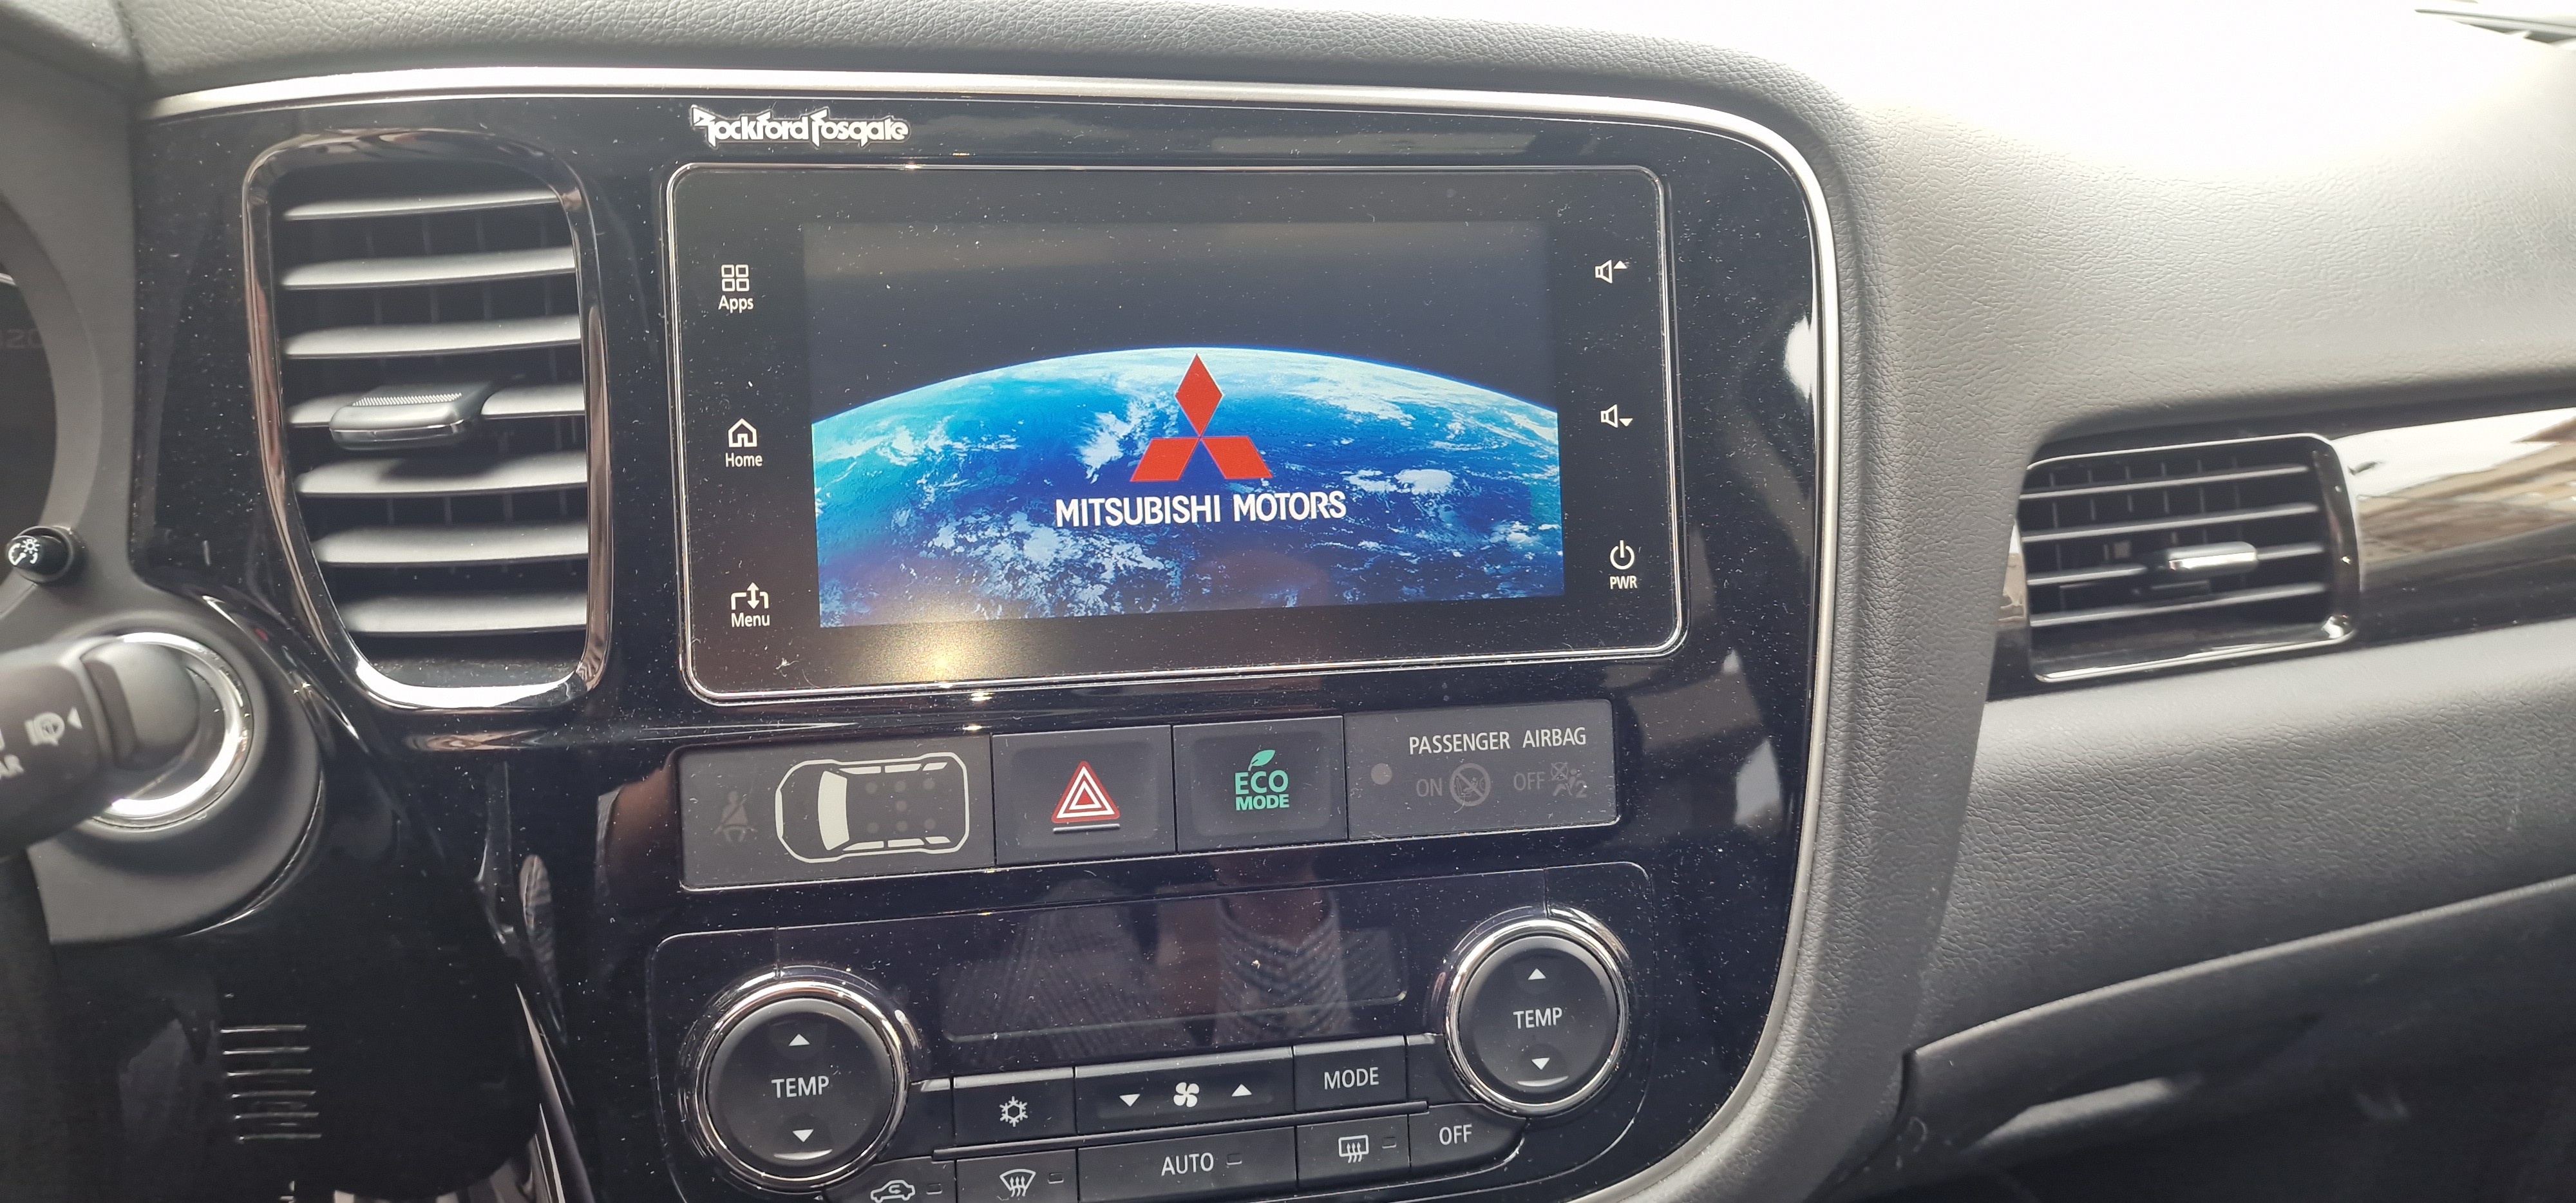 Rockford Fosgate
Apps
Home
MITSUBISHI MOTORS
Menu
PWR
PASSENGER AIRBAG
ON OFF 2
ECO
MODE
TEMP
TEMP
MODE
AUTO
OFF